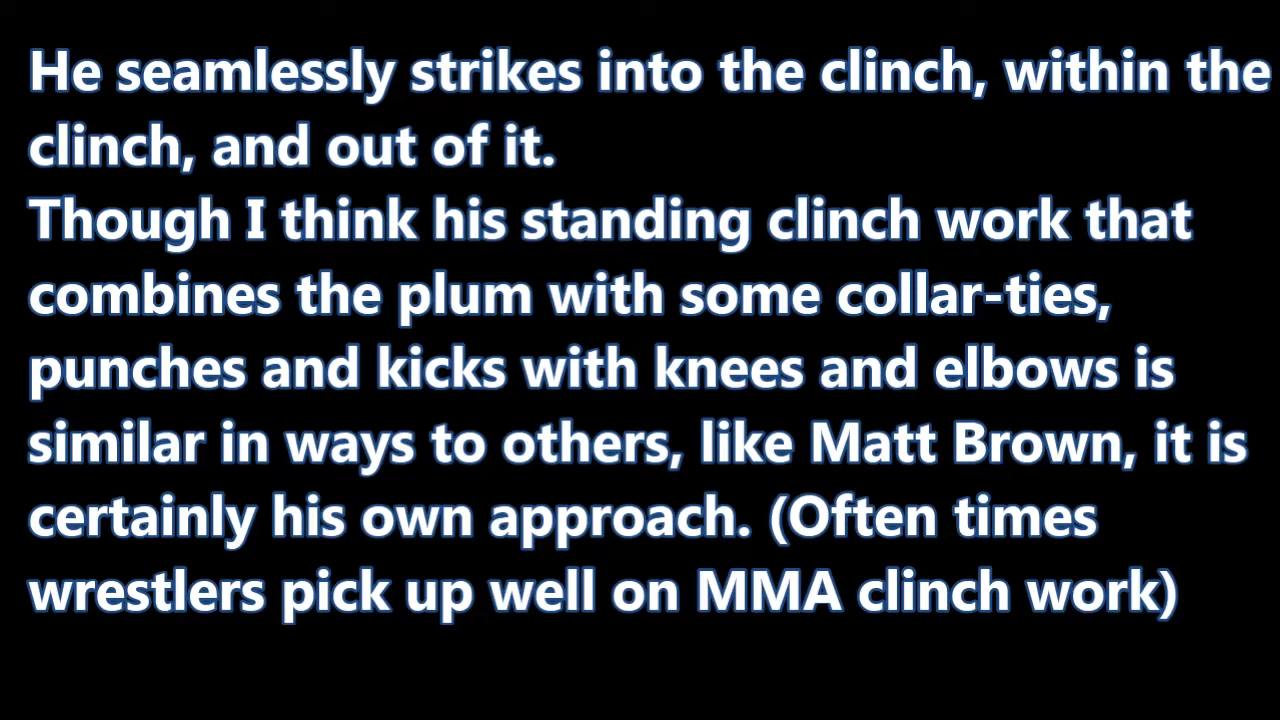 He seamlessly strikes into the clinch, within the
clinch, and out of it.
Though I think his standing clinch work that
combines the plum with some collar-ties,
punches and kicks with knees and elbows is
similar in ways to others, like Matt Brown, it is
certainly his own approach. (Often times
wrestlers pick up well on MMA clinch work)